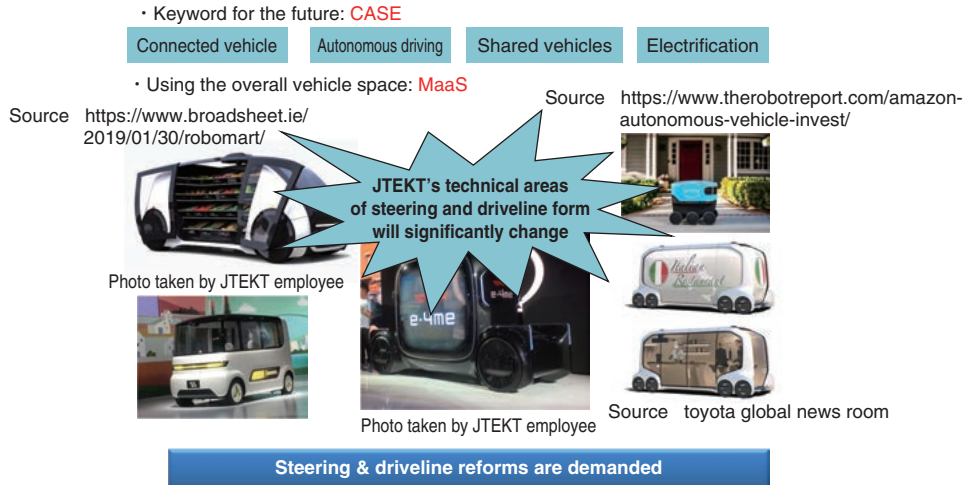 ・Keyword for the future: CASE
Connected vehicle
Autonomous driving
Shared vehicles
Electrification
・Using the overall vehicle space: MaaS
Source https://www.broadsheet.ie/
2019/01/30/robomart/
Source https://www.therobotreport.com/amazon-
autonomous-vehicle-invest/
JTEKT's technical areas
of steering and driveline form
will significantly change
Photo taken by JTEKT employee
e·4me
Italian
Restaurant
Photo taken by JTEKT employee
Source toyota global news room
Steering & driveline reforms are demanded